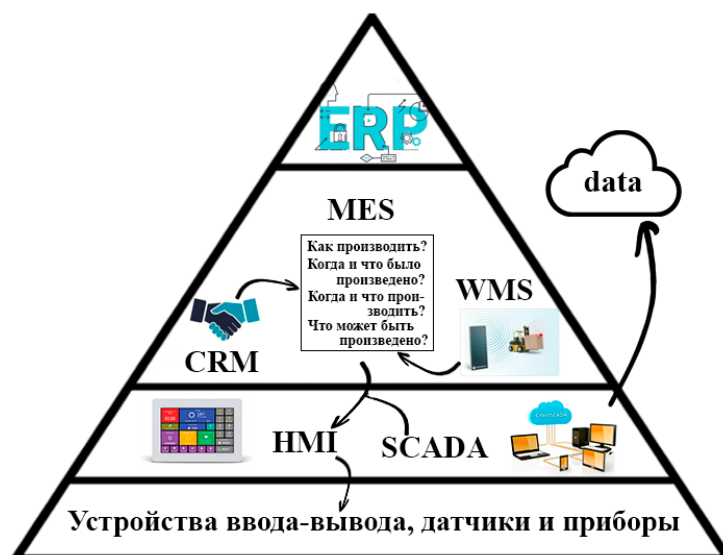 ERP
data
MES
Как производить?
Когда и что было
произведено?
Когда и что прои-
зводить?
Что может быть
произведено?
WMS
CRM
HMI
SCADA
Устройства ввода-вывода, датчики и приборы